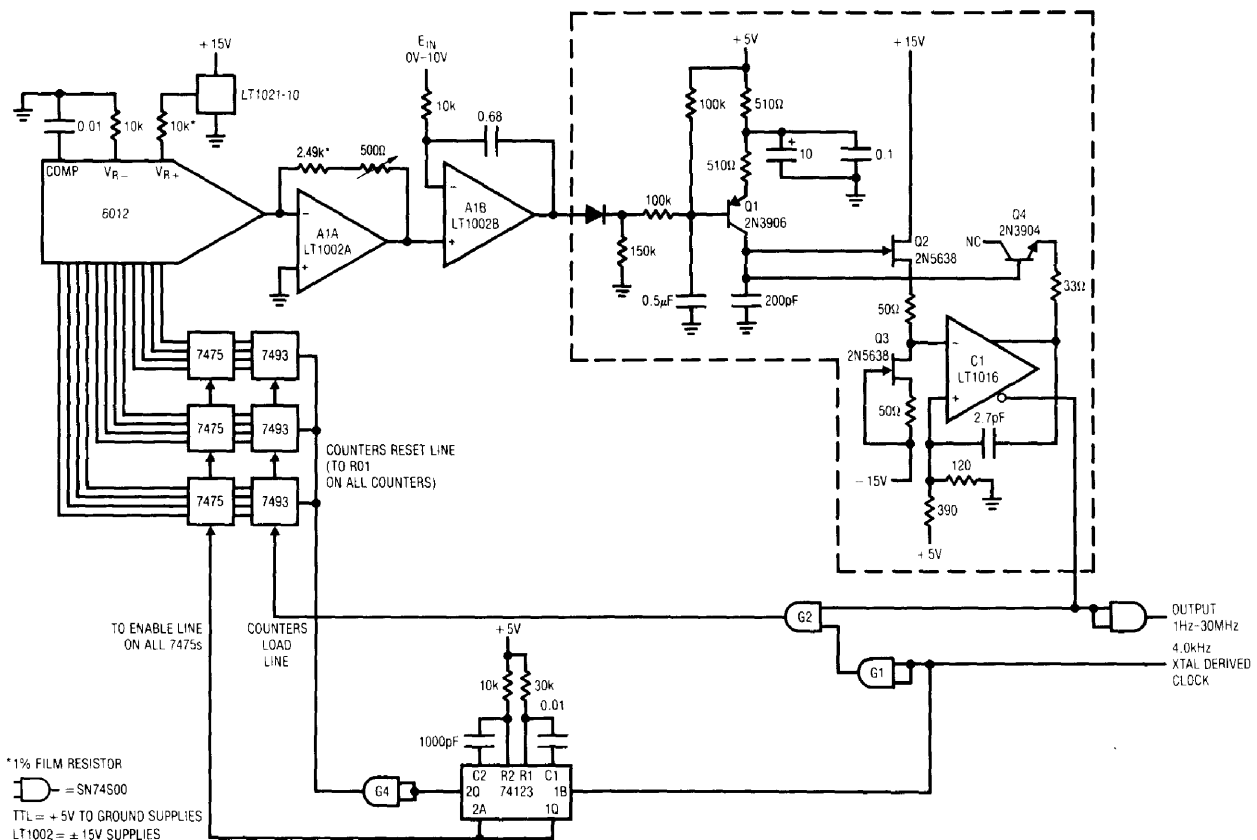 +15V
LT1021-10
EIN
0V-10V
+5V
+15V
0.01
10k
10k*
10k
0.68
100k
510Ω
+
10
0.1
510Ω
COMP
VR-
VR+
2.49k*
500Ω
6012
-
A1A
LT1002A
+
-
A1B
LT1002B
+
100k
Q1
2N3906
150k
Q4
2N3904
NC
Q2
2N5638
0.5μF
200pF
33Ω
50Ω
Q3
2N5638
-
C1
LT1016
+
50Ω
2.7pF
-15V
120
390
+5V
7475
7493
7475
7493
7475
7493
COUNTERS RESET LINE
(TO R01
ON ALL COUNTERS)
TO ENABLE LINE
ON ALL 7475s
COUNTERS
LOAD
LINE
G2
OUTPUT
1Hz-30MHz
G1
4.0kHz
XTAL DERIVED
CLOCK
+5V
10k
30k
0.01
1000pF
C2
R2
R1
C1
2Q
74123
1B
2A
1Q
G4
*1% FILM RESISTOR
=SN74S00
TTL = +5V TO GROUND SUPPLIES
LT1002 = ±15V SUPPLIES